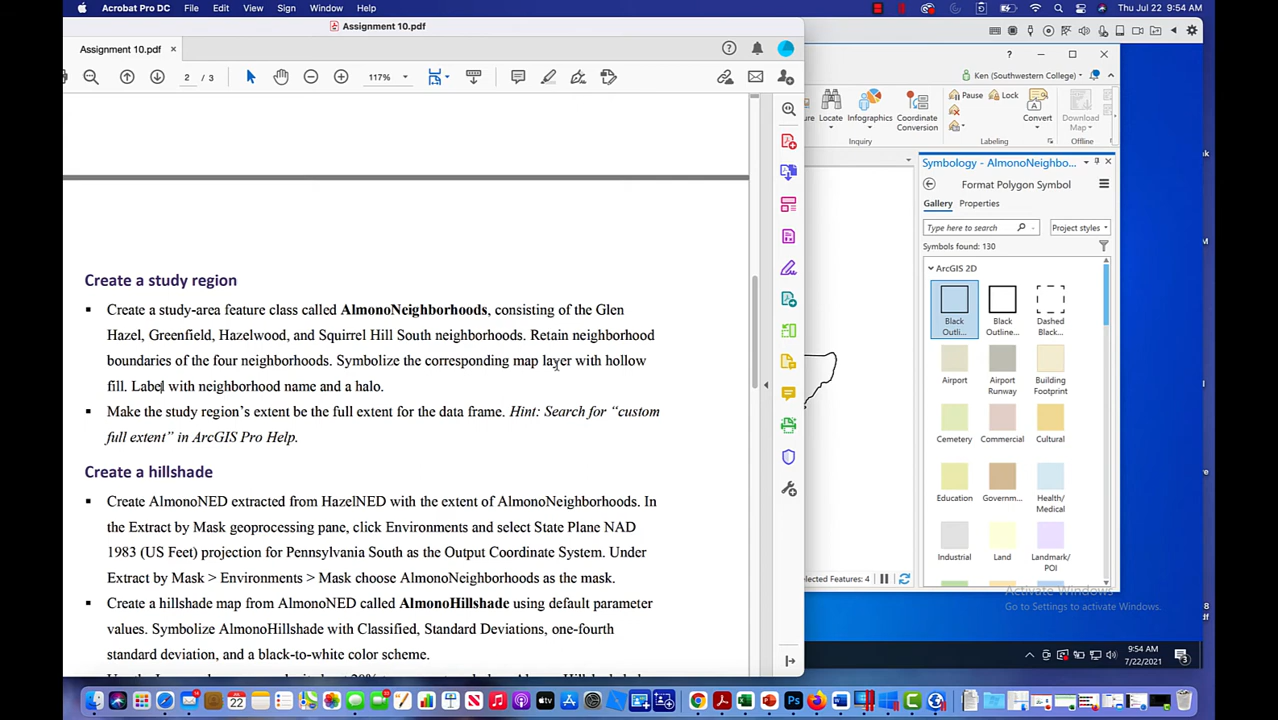 Acrobat Pro DC File Edit View Sign Window Help Thu Jul 22 9:54 AM
Assignment 10.pdf
Assignment 10.pdf ×
2 / 3 117%
Create a study region
▪ Create a study-area feature class called AlmonoNeighborhoods, consisting of the Glen
Hazel, Greenfield, Hazelwood, and Squirrel Hill South neighborhoods. Retain neighborhood
boundaries of the four neighborhoods. Symbolize the corresponding map layer with hollow
fill. Label with neighborhood name and a halo.
▪ Make the study region's extent be the full extent for the data frame. Hint: Search for "custom
full extent" in ArcGIS Pro Help.
Create a hillshade
▪ Create AlmonoNED extracted from HazelNED with the extent of AlmonoNeighborhoods. In
the Extract by Mask geoprocessing pane, click Environments and select State Plane NAD
1983 (US Feet) projection for Pennsylvania South as the Output Coordinate System. Under
Extract by Mask > Environments > Mask choose AlmonoNeighborhoods as the mask.
▪ Create a hillshade map from AlmonoNED called AlmonoHillshade using default parameter
values. Symbolize AlmonoHillshade with Classified, Standard Deviations, one-fourth
standard deviation, and a black-to-white color scheme.
Ken (Southwestern College)
Pause Lock
Locate Infographics Coordinate
Conversion
Convert Download
Map
Inquiry Labeling Offline
Symbology - AlmonoNeighbo...
Format Polygon Symbol
Gallery Properties
Type here to search Project styles
Symbols found: 130
ArcGIS 2D
Black
Outli...
Black
Outline...
Dashed
Black...
Airport
Airport
Runway
Building
Footprint
Cemetery Commercial Cultural
Education Governm... Health/
Medical
Industrial Land Landmark/
POI
elected Features: 4
Activate Windows
Go to Settings to activate Windows.
9:54 AM
7/22/2021
3
22